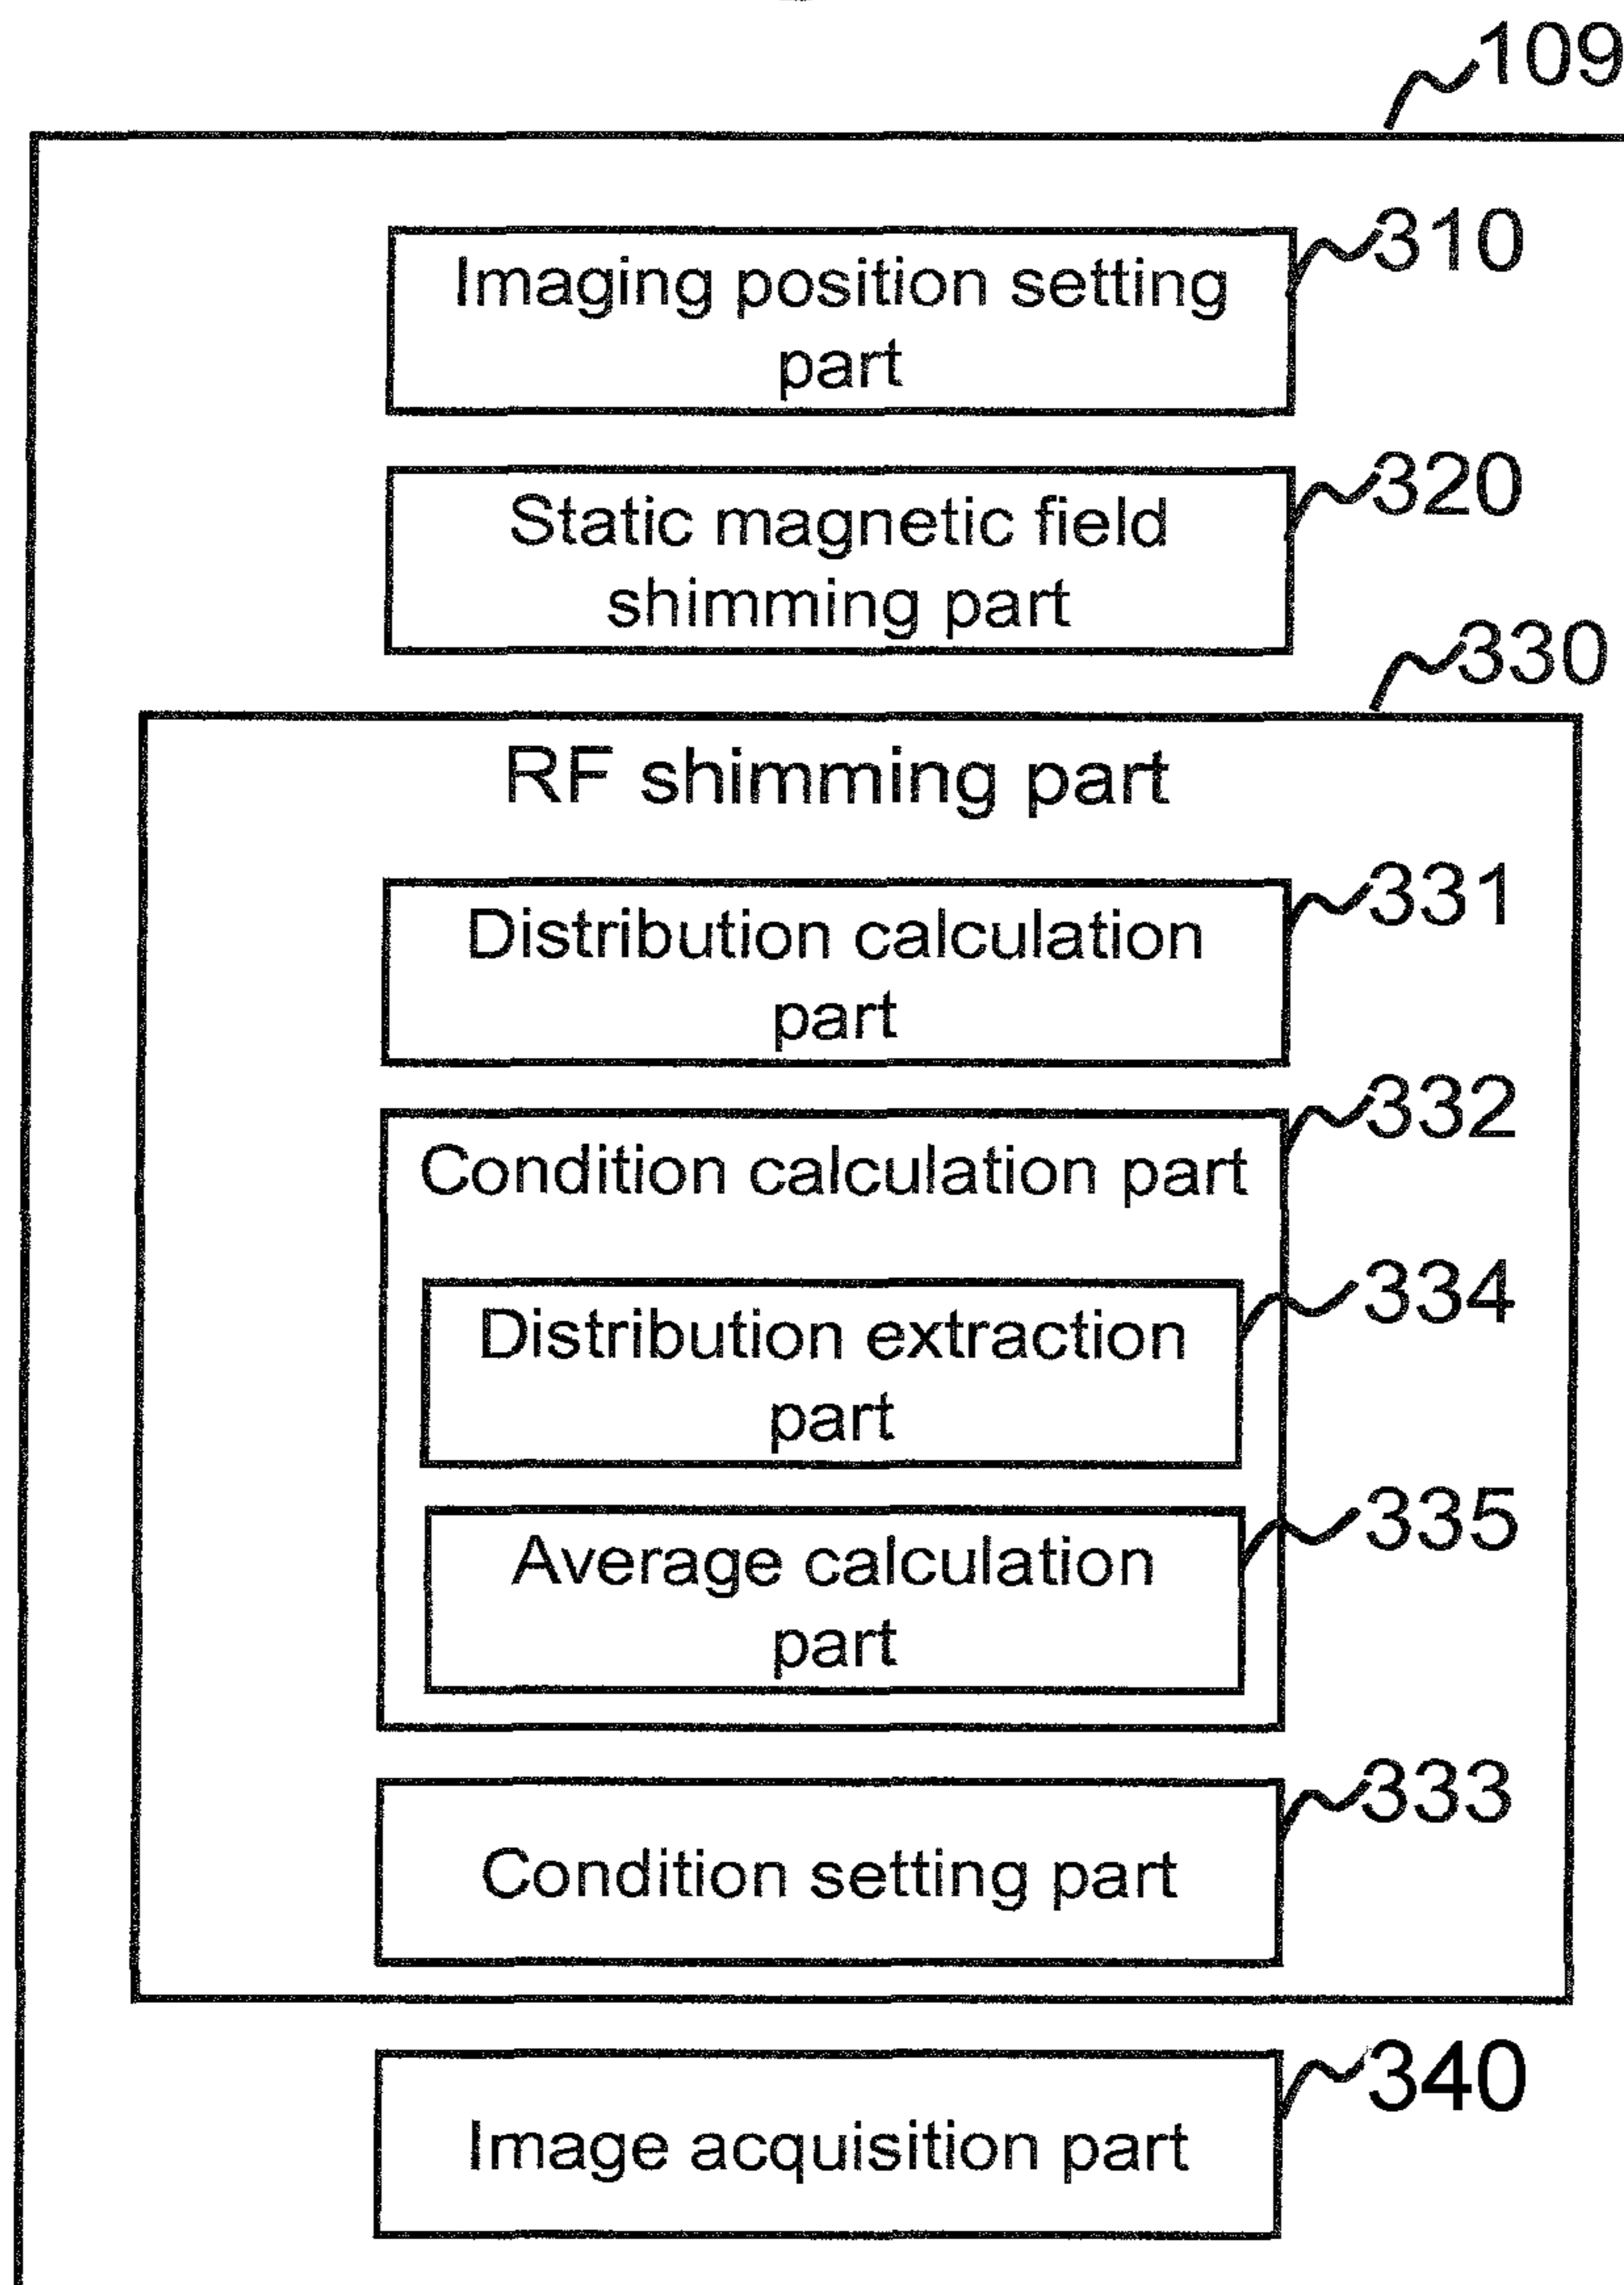 109
310
Imaging position setting
part
320
Static magnetic field
shimming part
330
RF shimming part
331
Distribution calculation
part
332
Condition calculation part
334
Distribution extraction
part
335
Average calculation
part
333
Condition setting part
340
Image acquisition part